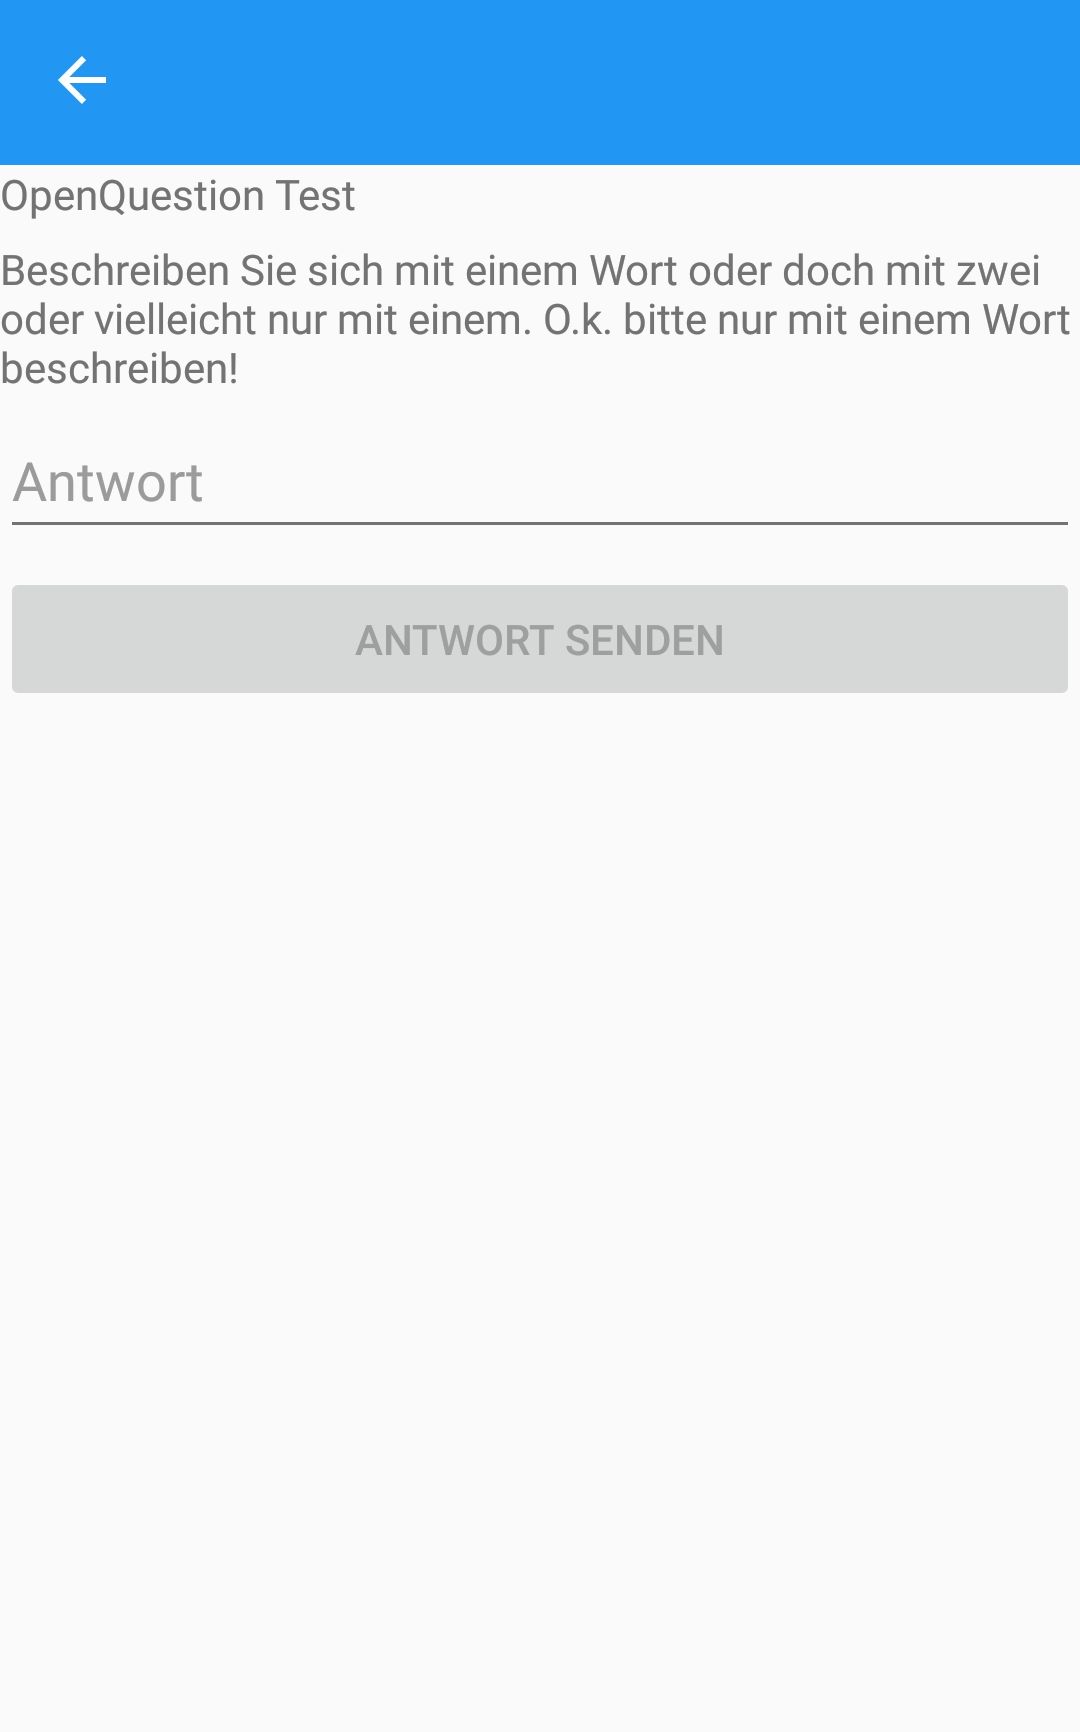 OpenQuestion Test
Beschreiben Sie sich mit einem Wort oder doch mit zwei
oder vielleicht nur mit einem. O.k. bitte nur mit einem Wort
beschreiben!
Antwort
ANTWORT SENDEN